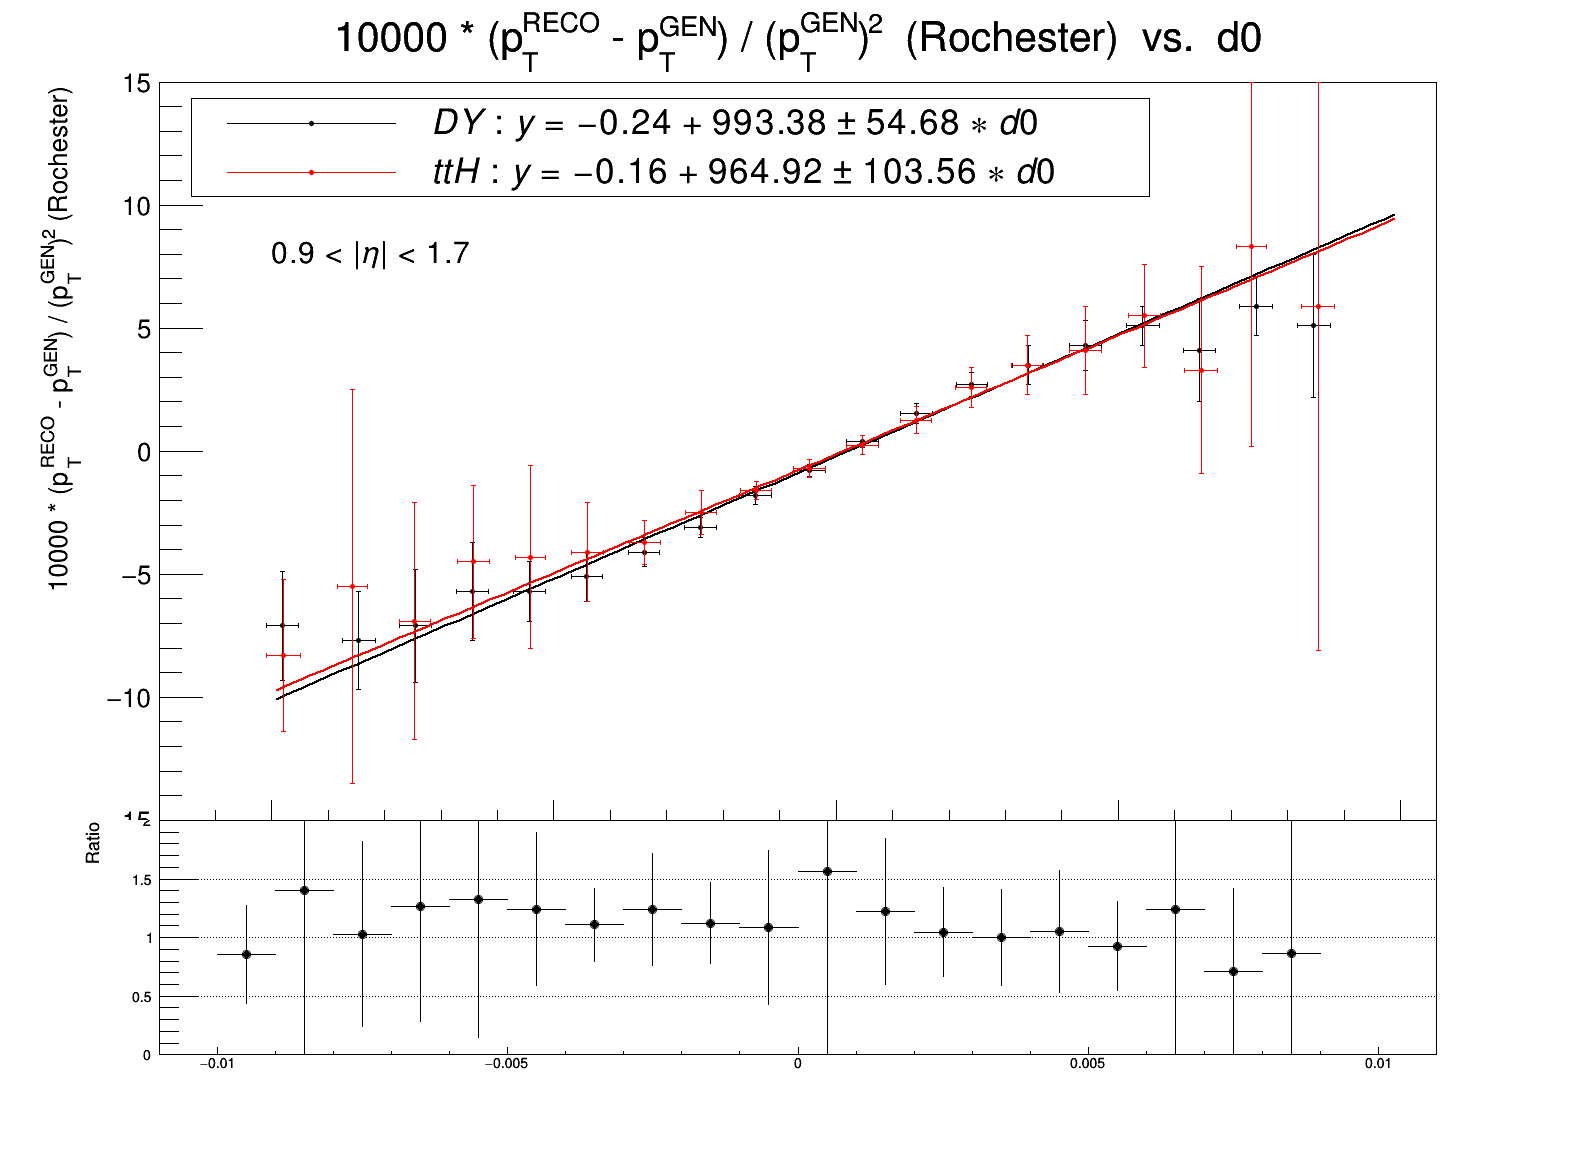 10000 * (p_T^RECO - p_T^GEN) / (p_T^GEN)^2 (Rochester) vs. d0
10000 * (p_T^RECO - p_T^GEN) / (p_T^GEN)^2 (Rochester)
15
DY : y = −0.24 + 993.38 ± 54.68 ∗ d0
ttH : y = −0.16 + 964.92 ± 103.56 ∗ d0
10
0.9 < |η| < 1.7
5
0
−5
−10
Ratio
2
1.5
1
0.5
0
−0.01 −0.005 0 0.005 0.01